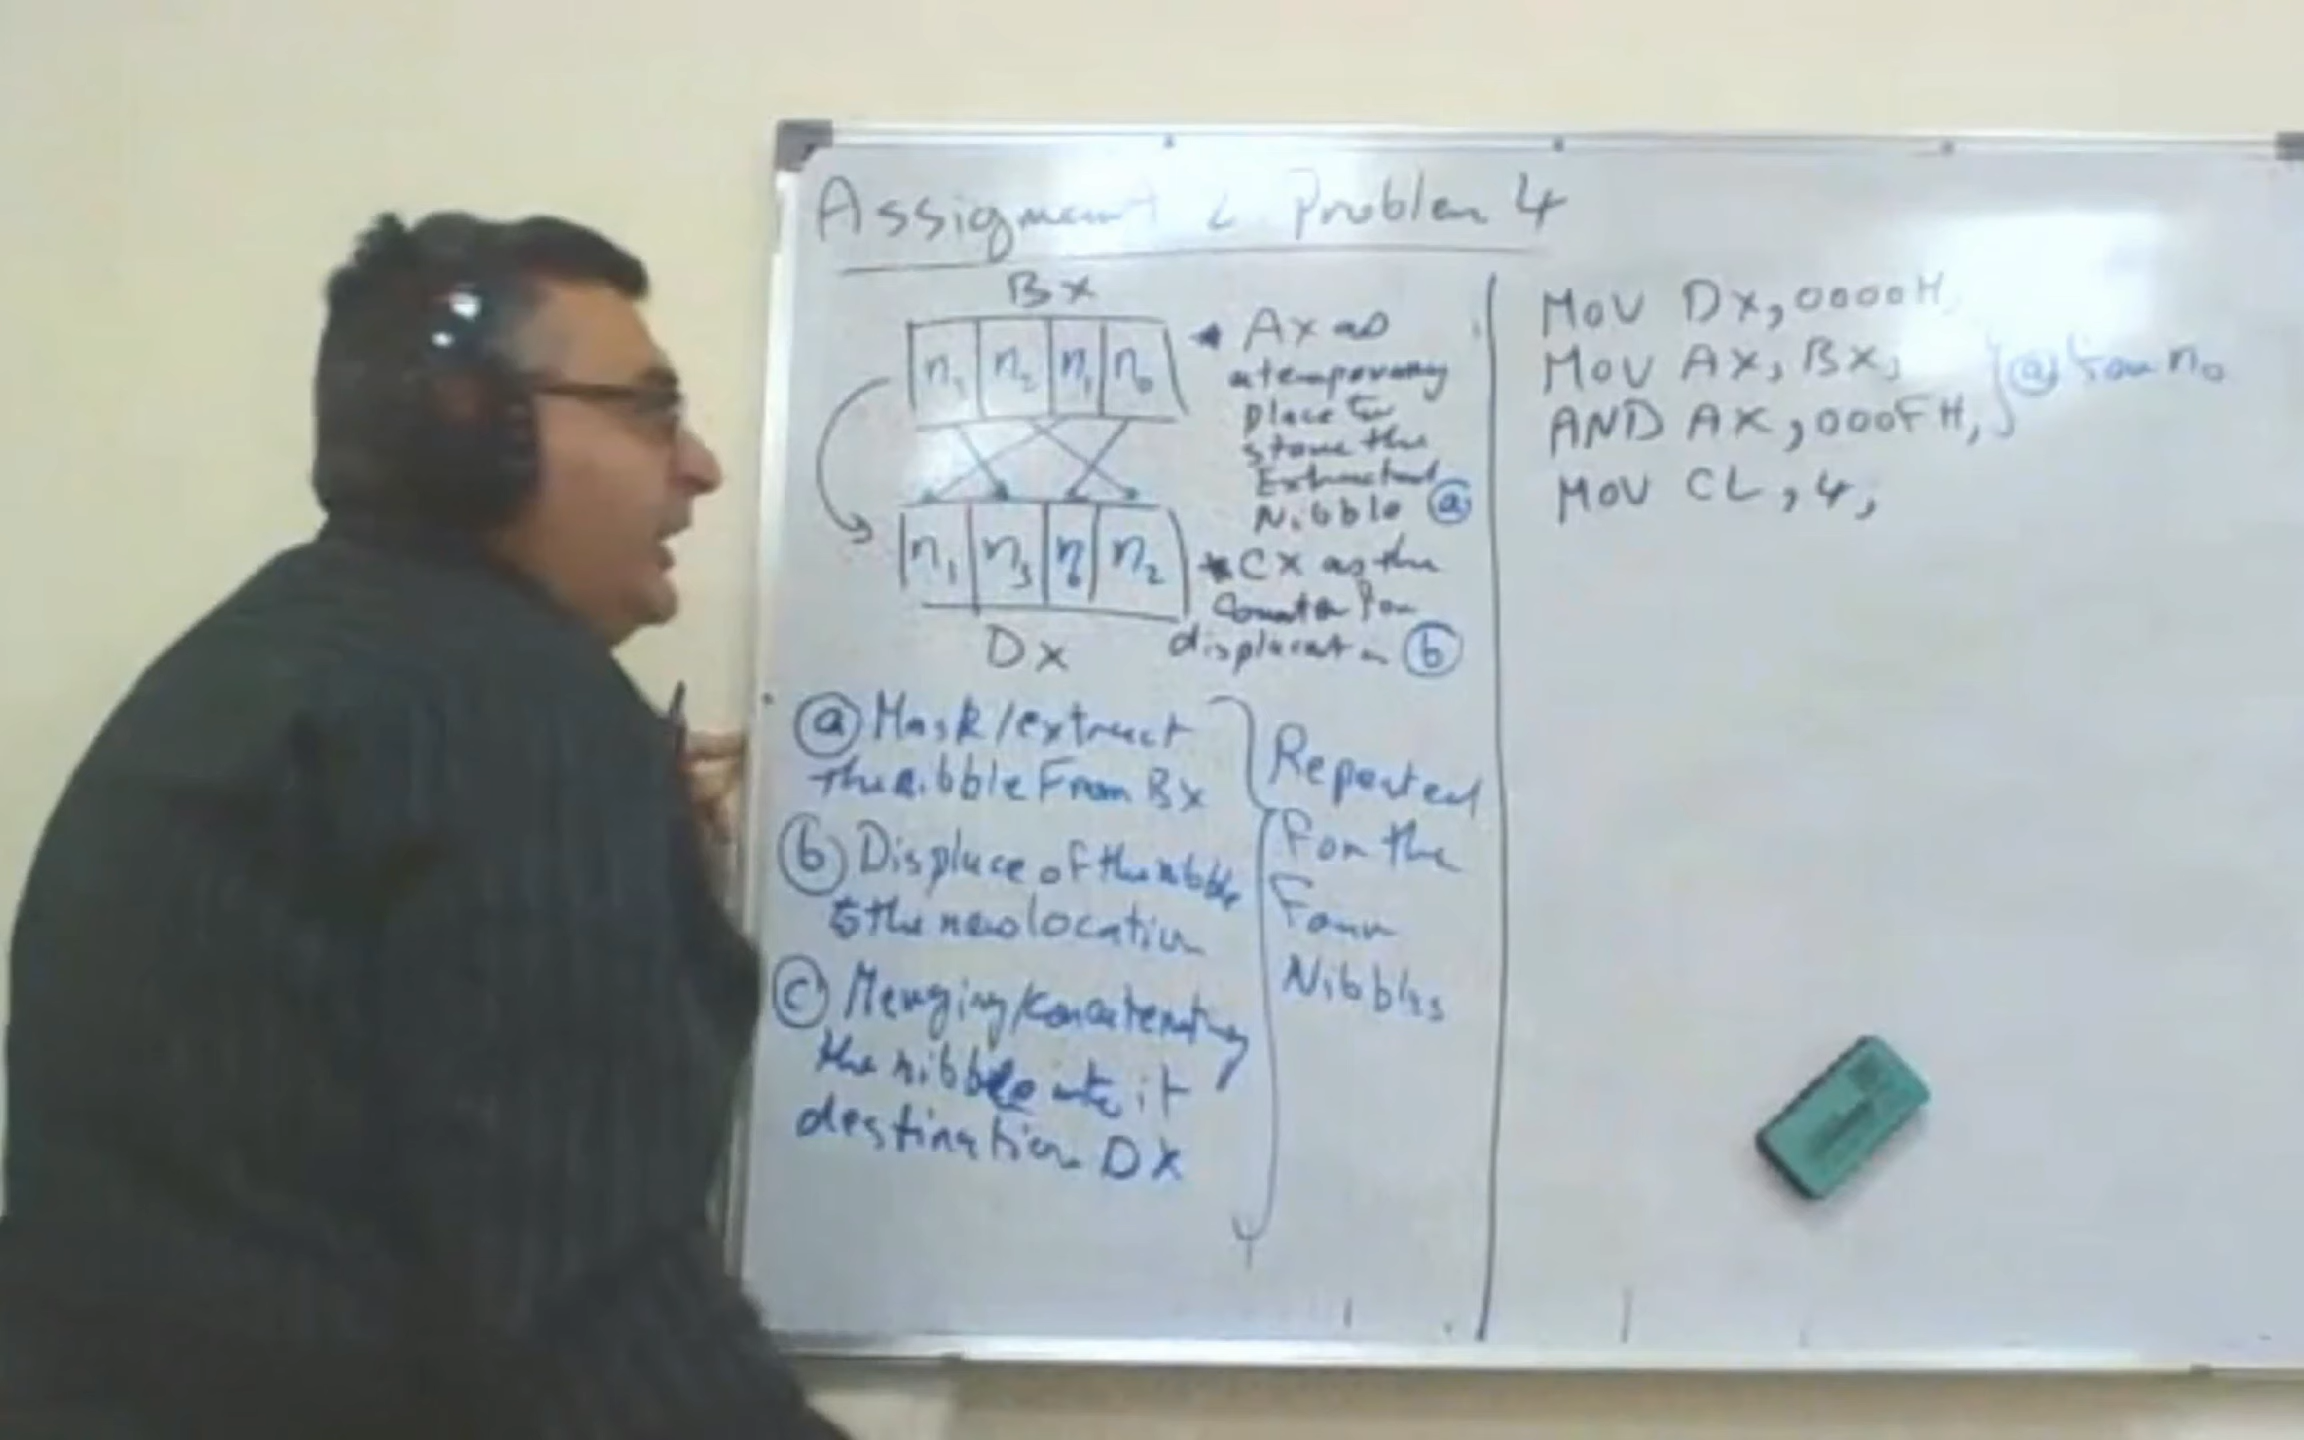 Assigment 2 Problem 4
BX
n3 n2 n1 n0
n1 n3 n0 n2
DX
* AX as
a temporary
place to
store the
Extracted
Nibble (a)
* CX as the
Counter For
displacement (b)
(a) Mask/extract
the nibble From BX
(b) Displace of the nibble
to the new location
(c) Merging/concatenating
the nibble into it
destination DX
Repeated
For the
Four
Nibbles
MOV DX, 0000H
MOV AX, BX,
AND AX, 000FH,
(a) For n0
MOV CL, 4,